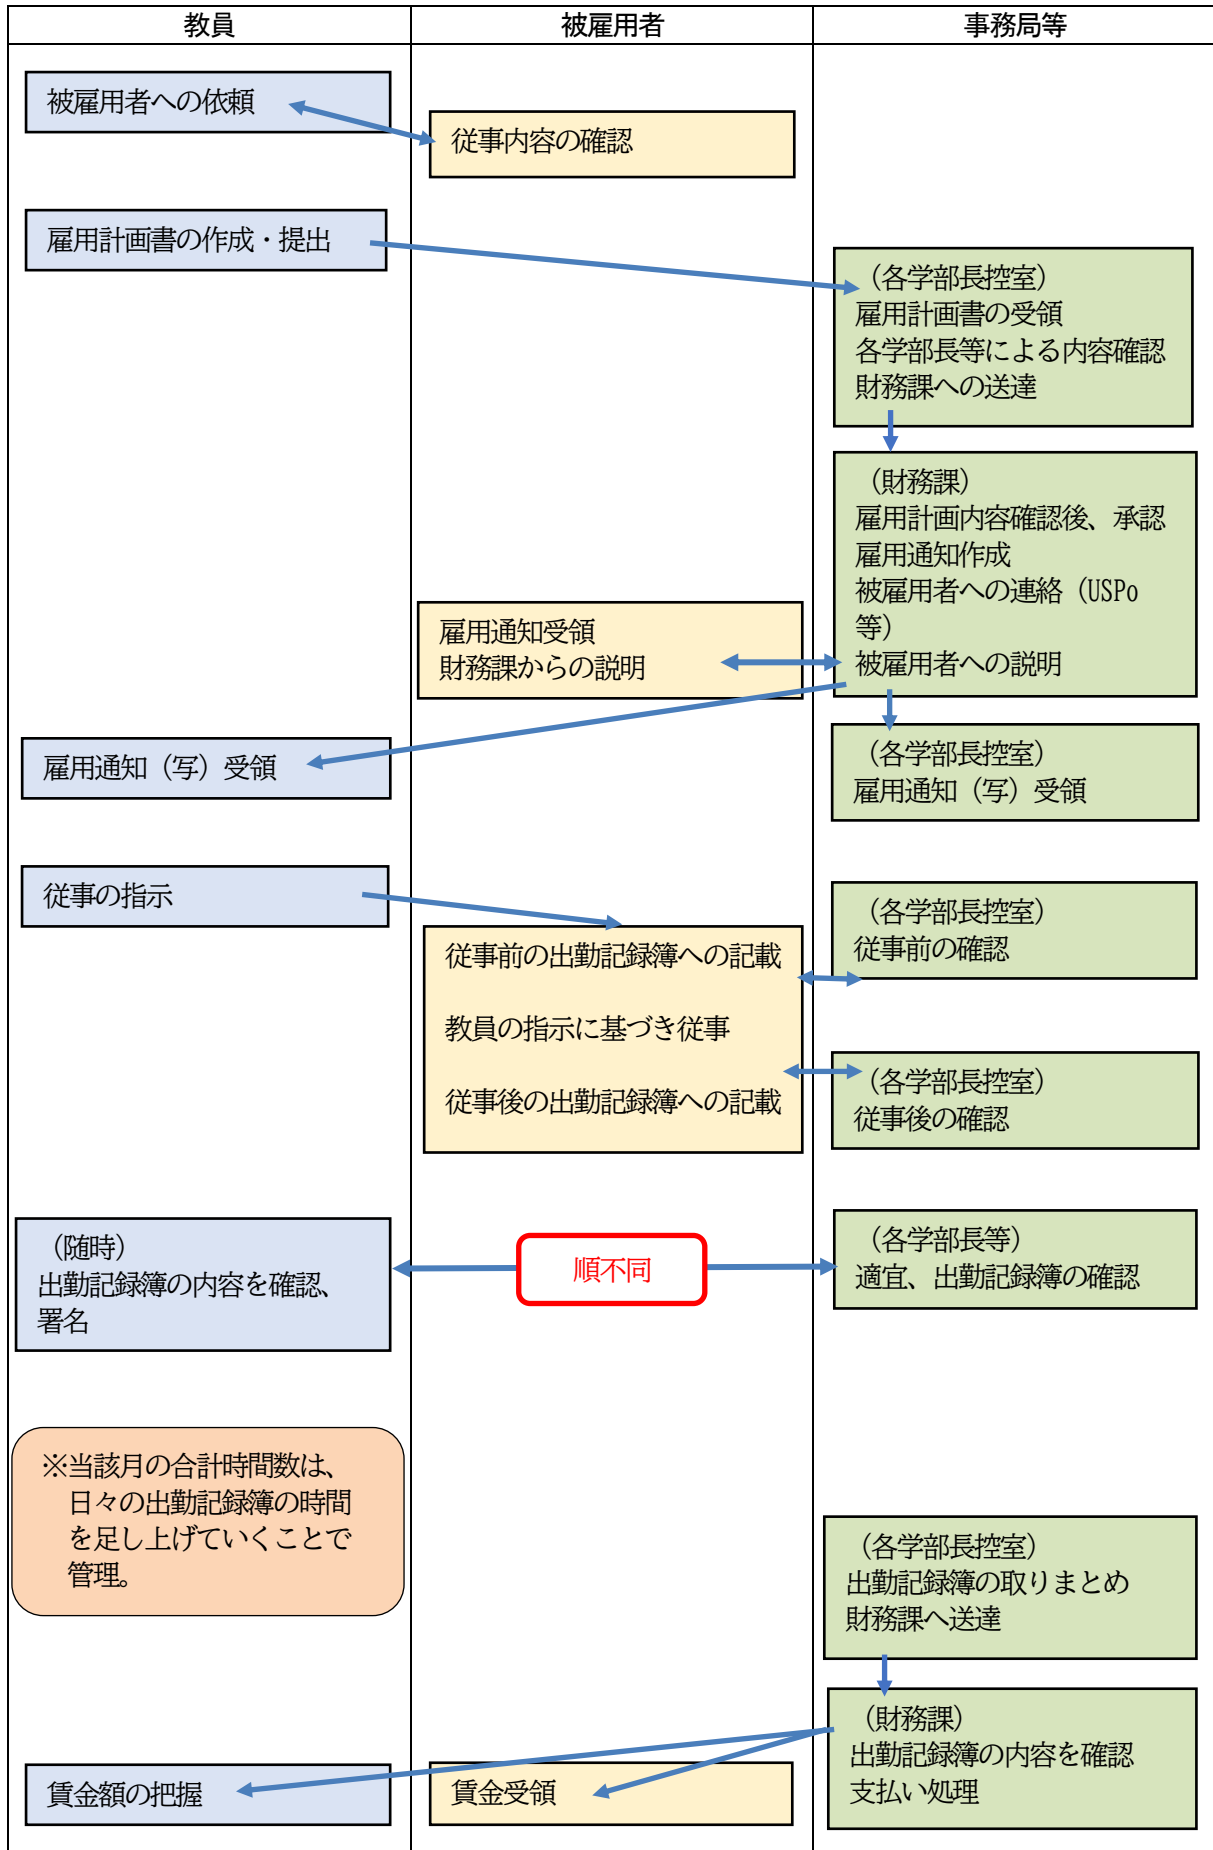 教員
被雇用者
事務局等
被雇用者への依頼
従事内容の確認
雇用計画書の作成・提出
（各学部長控室）
雇用計画書の受領
各学部長等による内容確認
財務課への送達
（財務課）
雇用計画内容確認後、承認
雇用通知作成
被雇用者への連絡（USPo
等）
被雇用者への説明
雇用通知受領
財務課からの説明
雇用通知（写）受領
（各学部長控室）
雇用通知（写）受領
従事の指示
従事前の出勤記録簿への記載
教員の指示に基づき従事
従事後の出勤記録簿への記載
（各学部長控室）
従事前の確認
（各学部長控室）
従事後の確認
（随時）
出勤記録簿の内容を確認、
署名
順不同
（各学部長等）
適宜、出勤記録簿の確認
※当該月の合計時間数は、
日々の出勤記録簿の時間
を足し上げていくことで
管理。
（各学部長控室）
出勤記録簿の取りまとめ
財務課へ送達
（財務課）
出勤記録簿の内容を確認
支払い処理
賃金額の把握
賃金受領